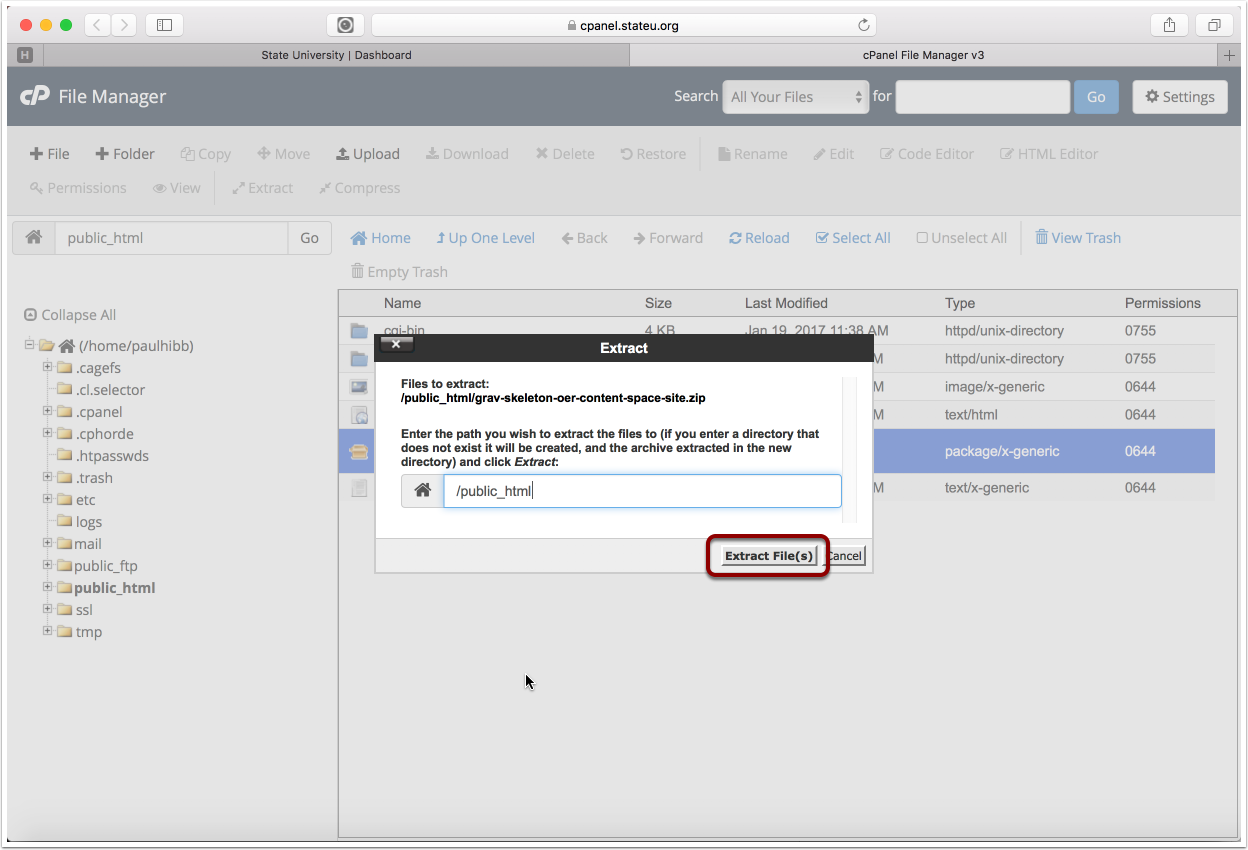 cpanel.stateu.org
H
State University | Dashboard
cPanel File Manager v3
cP File Manager
Search All Your Files for Go Settings
File Folder Copy Move Upload Download Delete Restore Rename Edit Code Editor HTML Editor
Permissions View Extract Compress
public_html Go
Home Up One Level Back Forward Reload Select All Unselect All View Trash
Empty Trash
Collapse All
(/home/paulhibb)
.cagefs
.cl.selector
.cpanel
.cphorde
.htpasswds
.trash
etc
logs
mail
public_ftp
public_html
ssl
tmp
Name Size Last Modified Type Permissions
cgi-bin 4 KB Jan 19, 2017 11:38 AM httpd/unix-directory 0755
M httpd/unix-directory 0755
M image/x-generic 0644
M text/html 0644
package/x-generic 0644
M text/x-generic 0644
Extract
Files to extract:
/public_html/grav-skeleton-oer-content-space-site.zip
Enter the path you wish to extract the files to (if you enter a directory that
does not exist it will be created, and the archive extracted in the new
directory) and click Extract:
/public_html
Extract File(s) Cancel